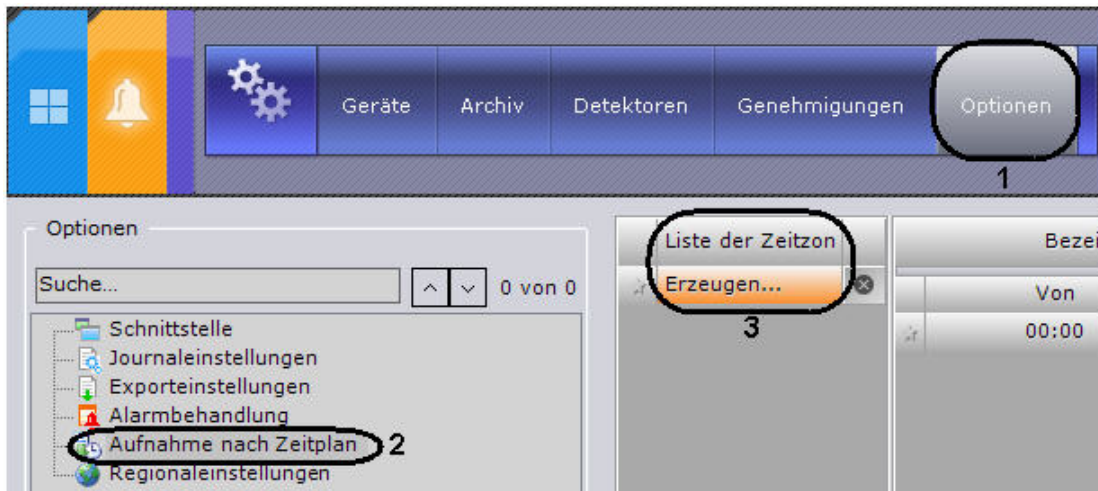 Geräte Archiv Detektoren Genehmigungen Optionen
1
Optionen
Suche... 0 von 0
Schnittstelle
Journaleinstellungen
Exporteinstellungen
Alarmbehandlung
Aufnahme nach Zeitplan 2
Regionaleinstellungen
Liste der Zeitzon
Erzeugen...
3
Bezei
Von
00:00